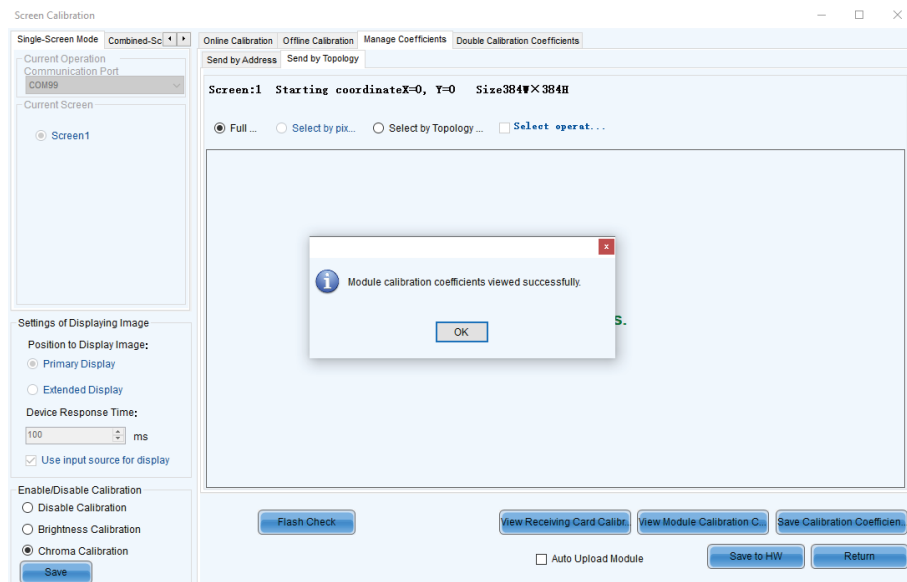 Screen Calibration
Single-Screen Mode Combined-Sc
Current Operation
Communication Port
COM99
Current Screen
Screen1
Settings of Displaying Image
Position to Display Image:
Primary Display
Extended Display
Device Response Time:
100 ms
Use input source for display
Enable/Disable Calibration
Disable Calibration
Brightness Calibration
Chroma Calibration
Save
Online Calibration Offline Calibration Manage Coefficients Double Calibration Coefficients
Send by Address Send by Topology
Screen:1 Starting coordinateX=0, Y=0 Size384W×384H
Full ... Select by pix... Select by Topology ... Select operat...
x
Module calibration coefficients viewed successfully.
OK
s.
Flash Check View Receiving Card Calibr.. View Module Calibration C... Save Calibration Coefficien..
Auto Upload Module Save to HW Return